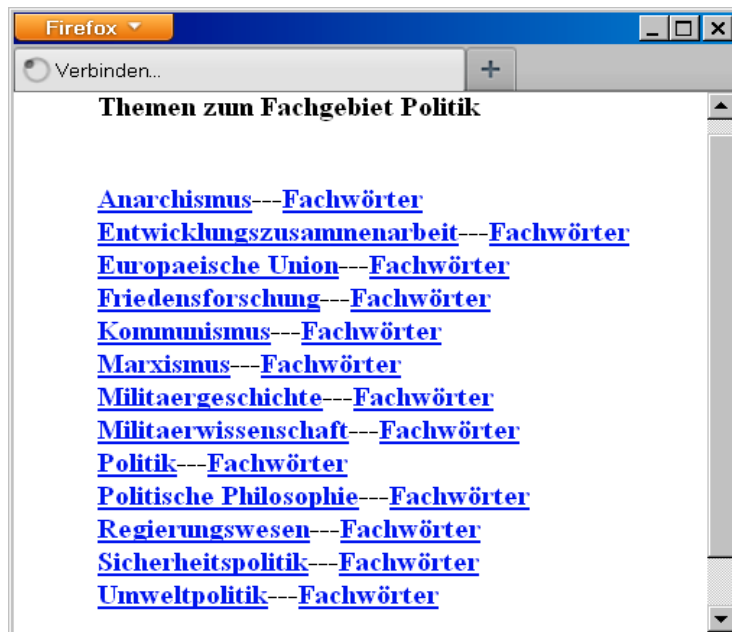 Firefox
Verbinden...
Themen zum Fachgebiet Politik
Anarchismus---Fachwörter
Entwicklungszusammenarbeit---Fachwörter
Europaeische Union---Fachwörter
Friedensforschung---Fachwörter
Kommunismus---Fachwörter
Marxismus---Fachwörter
Militaergeschichte---Fachwörter
Militaerwissenschaft---Fachwörter
Politik---Fachwörter
Politische Philosophie---Fachwörter
Regierungswesen---Fachwörter
Sicherheitspolitik---Fachwörter
Umweltpolitik---Fachwörter